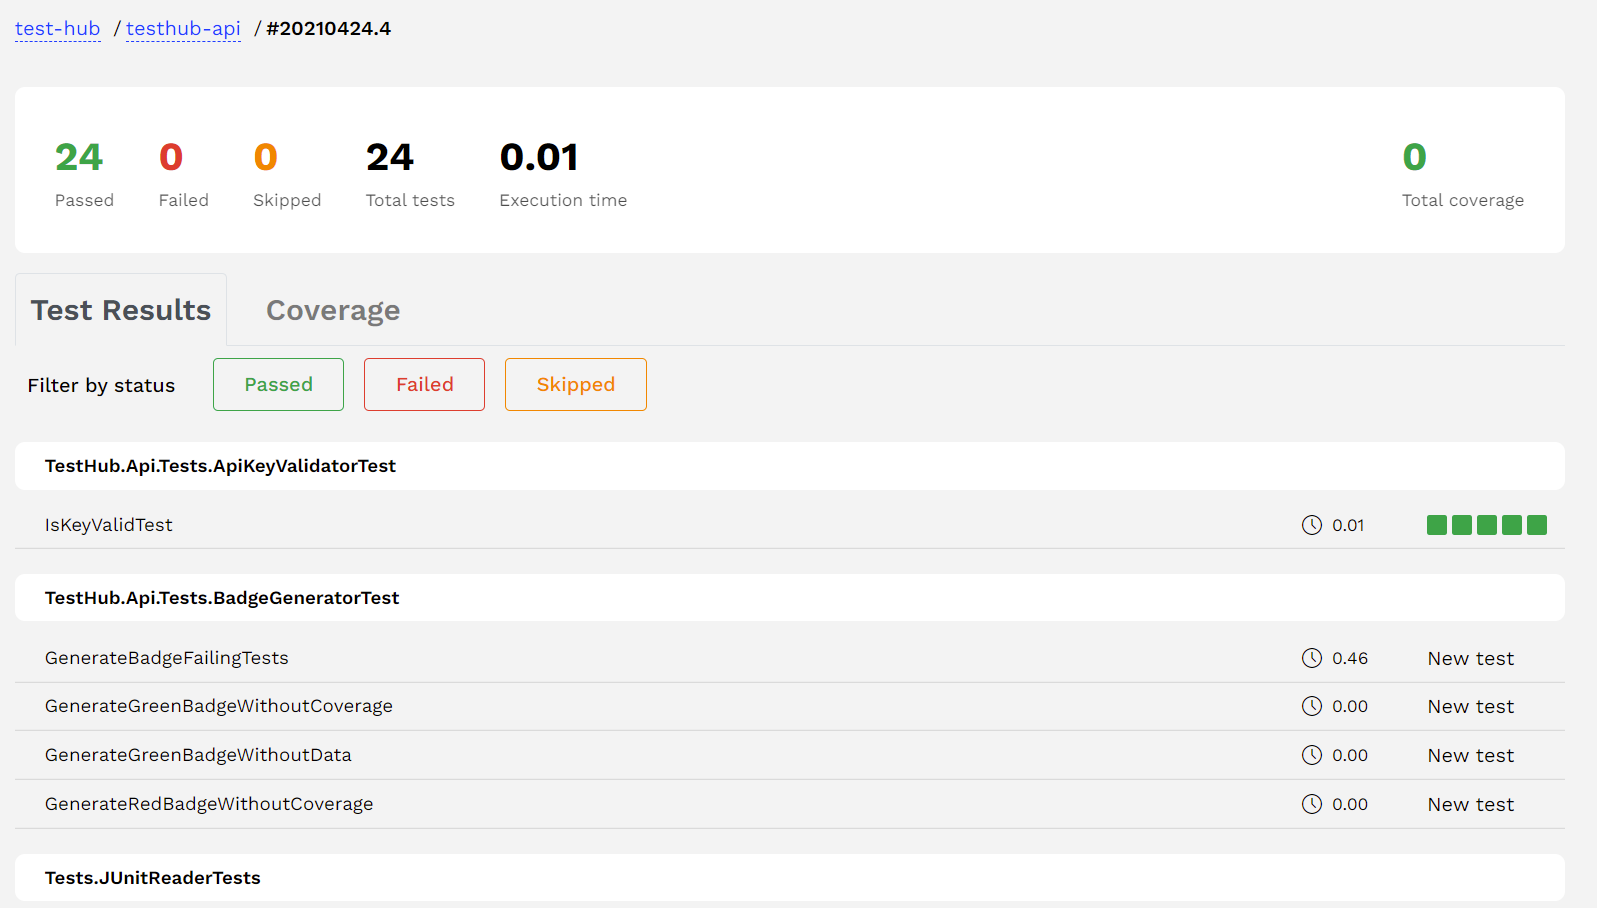 test-hub / testhub-api / #20210424.4
24 0 0 24 0.01 0
Passed Failed Skipped Total tests Execution time Total coverage
Test Results Coverage
Filter by status Passed Failed Skipped
TestHub.Api.Tests.ApiKeyValidatorTest
IsKeyValidTest 0.01
TestHub.Api.Tests.BadgeGeneratorTest
GenerateBadgeFailingTests 0.46 New test
GenerateGreenBadgeWithoutCoverage 0.00 New test
GenerateGreenBadgeWithoutData 0.00 New test
GenerateRedBadgeWithoutCoverage 0.00 New test
Tests.JUnitReaderTests